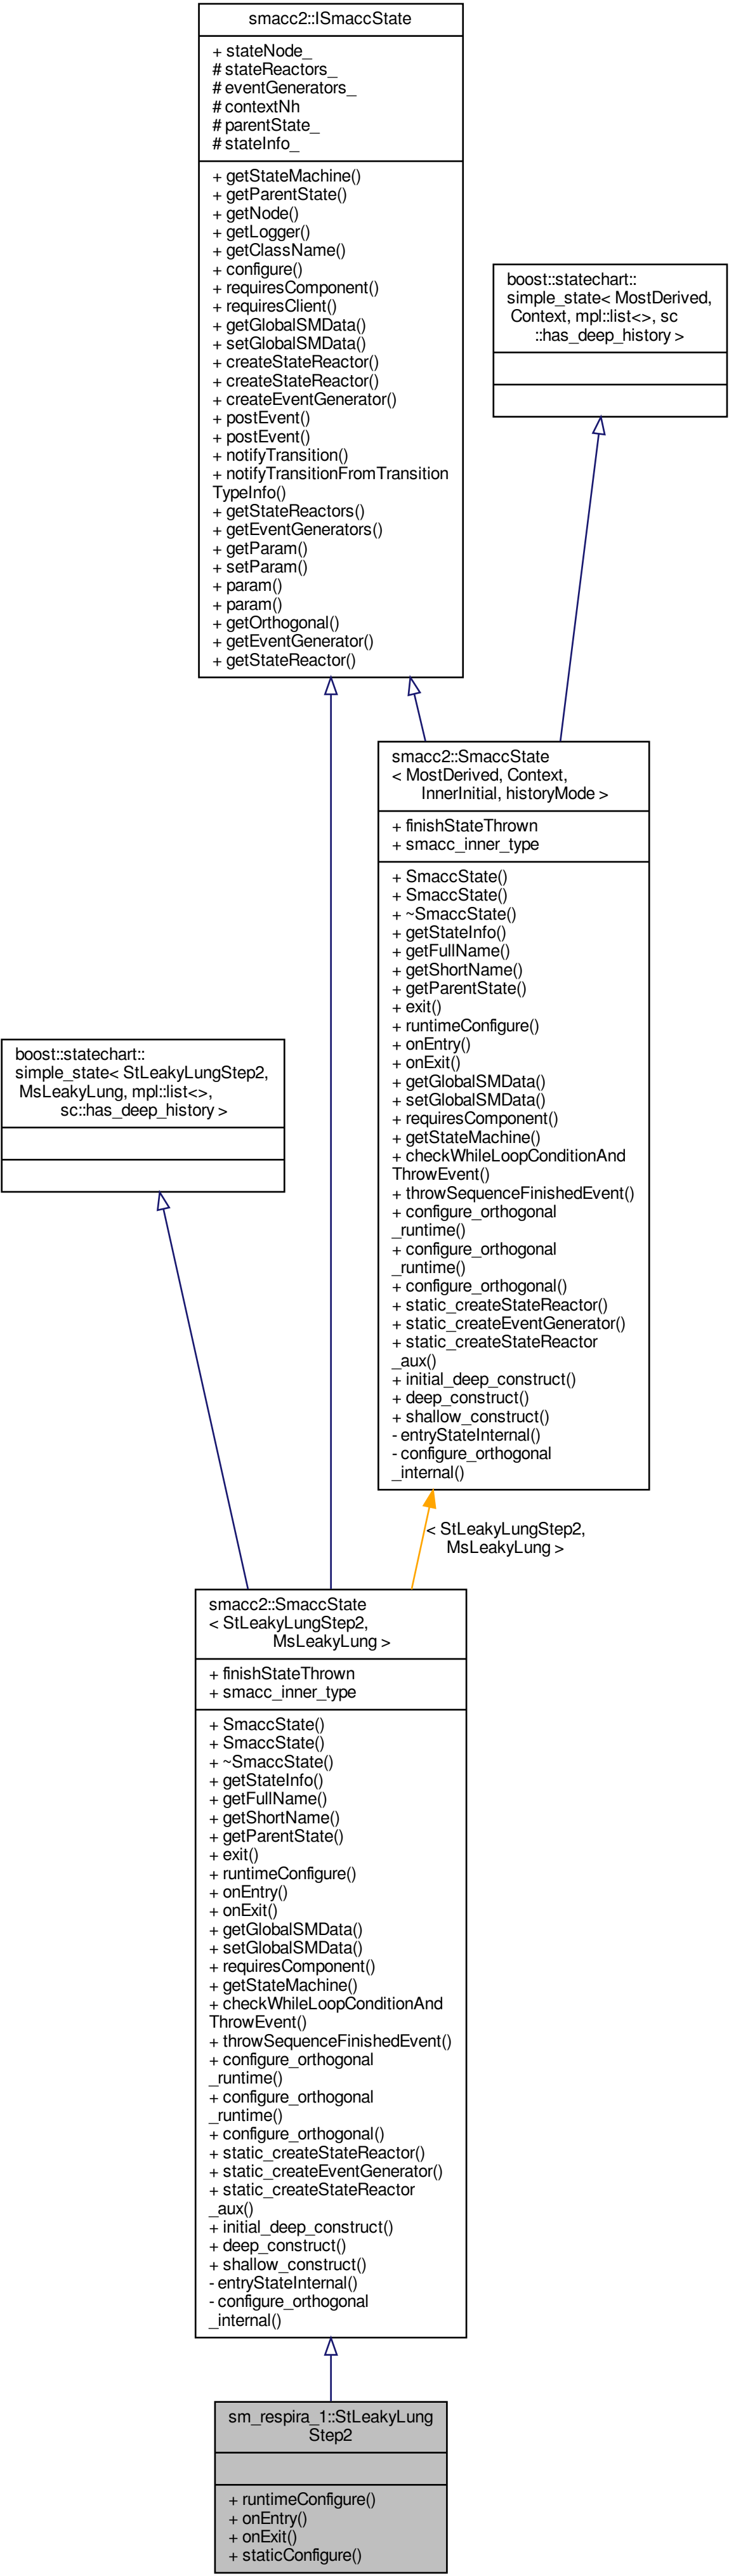 smacc2::ISmaccState
+ stateNode_
# stateReactors_
# eventGenerators_
# contextNh
# parentState_
# stateInfo_
+ getStateMachine()
+ getParentState()
+ getNode()
+ getLogger()
+ getClassName()
+ configure()
+ requiresComponent()
+ requiresClient()
+ getGlobalSMData()
+ setGlobalSMData()
+ createStateReactor()
+ createStateReactor()
+ createEventGenerator()
+ postEvent()
+ postEvent()
+ notifyTransition()
+ notifyTransitionFromTransition
TypeInfo()
+ getStateReactors()
+ getEventGenerators()
+ getParam()
+ setParam()
+ param()
+ param()
+ getOrthogonal()
+ getEventGenerator()
+ getStateReactor()
boost::statechart::
simple_state< MostDerived,
Context, mpl::list<>, sc
::has_deep_history >
smacc2::SmaccState
< MostDerived, Context,
InnerInitial, historyMode >
+ finishStateThrown
+ smacc_inner_type
+ SmaccState()
+ SmaccState()
+ ~SmaccState()
+ getStateInfo()
+ getFullName()
+ getShortName()
+ getParentState()
+ exit()
+ runtimeConfigure()
+ onEntry()
+ onExit()
+ getGlobalSMData()
+ setGlobalSMData()
+ requiresComponent()
+ getStateMachine()
+ checkWhileLoopConditionAnd
ThrowEvent()
+ throwSequenceFinishedEvent()
+ configure_orthogonal
_runtime()
+ configure_orthogonal
_runtime()
+ configure_orthogonal()
+ static_createStateReactor()
+ static_createEventGenerator()
+ static_createStateReactor
_aux()
+ initial_deep_construct()
+ deep_construct()
+ shallow_construct()
- entryStateInternal()
- configure_orthogonal
_internal()
boost::statechart::
simple_state< StLeakyLungStep2,
MsLeakyLung, mpl::list<>,
sc::has_deep_history >
< StLeakyLungStep2,
MsLeakyLung >
smacc2::SmaccState
< StLeakyLungStep2,
MsLeakyLung >
+ finishStateThrown
+ smacc_inner_type
+ SmaccState()
+ SmaccState()
+ ~SmaccState()
+ getStateInfo()
+ getFullName()
+ getShortName()
+ getParentState()
+ exit()
+ runtimeConfigure()
+ onEntry()
+ onExit()
+ getGlobalSMData()
+ setGlobalSMData()
+ requiresComponent()
+ getStateMachine()
+ checkWhileLoopConditionAnd
ThrowEvent()
+ throwSequenceFinishedEvent()
+ configure_orthogonal
_runtime()
+ configure_orthogonal
_runtime()
+ configure_orthogonal()
+ static_createStateReactor()
+ static_createEventGenerator()
+ static_createStateReactor
_aux()
+ initial_deep_construct()
+ deep_construct()
+ shallow_construct()
- entryStateInternal()
- configure_orthogonal
_internal()
sm_respira_1::StLeakyLung
Step2
+ runtimeConfigure()
+ onEntry()
+ onExit()
+ staticConfigure()